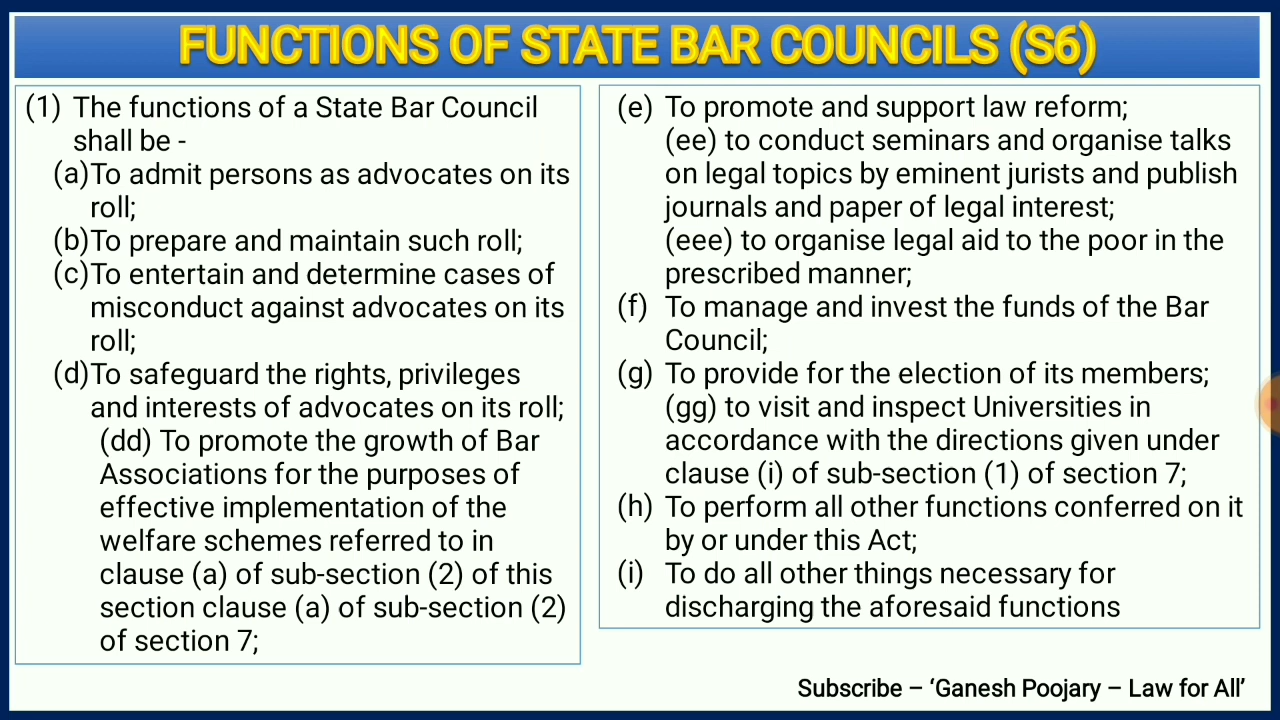 FUNCTIONS OF STATE BAR COUNCILS (S6)
(1) The functions of a State Bar Council
shall be -
(a)To admit persons as advocates on its
roll;
(b)To prepare and maintain such roll;
(c)To entertain and determine cases of
misconduct against advocates on its
roll;
(d)To safeguard the rights, privileges
and interests of advocates on its roll;
(dd) To promote the growth of Bar
Associations for the purposes of
effective implementation of the
welfare schemes referred to in
clause (a) of sub-section (2) of this
section clause (a) of sub-section (2)
of section 7;
(e) To promote and support law reform;
(ee) to conduct seminars and organise talks
on legal topics by eminent jurists and publish
journals and paper of legal interest;
(eee) to organise legal aid to the poor in the
prescribed manner;
(f) To manage and invest the funds of the Bar
Council;
(g) To provide for the election of its members;
(gg) to visit and inspect Universities in
accordance with the directions given under
clause (i) of sub-section (1) of section 7;
(h) To perform all other functions conferred on it
by or under this Act;
(i) To do all other things necessary for
discharging the aforesaid functions
Subscribe – ‘Ganesh Poojary – Law for All’